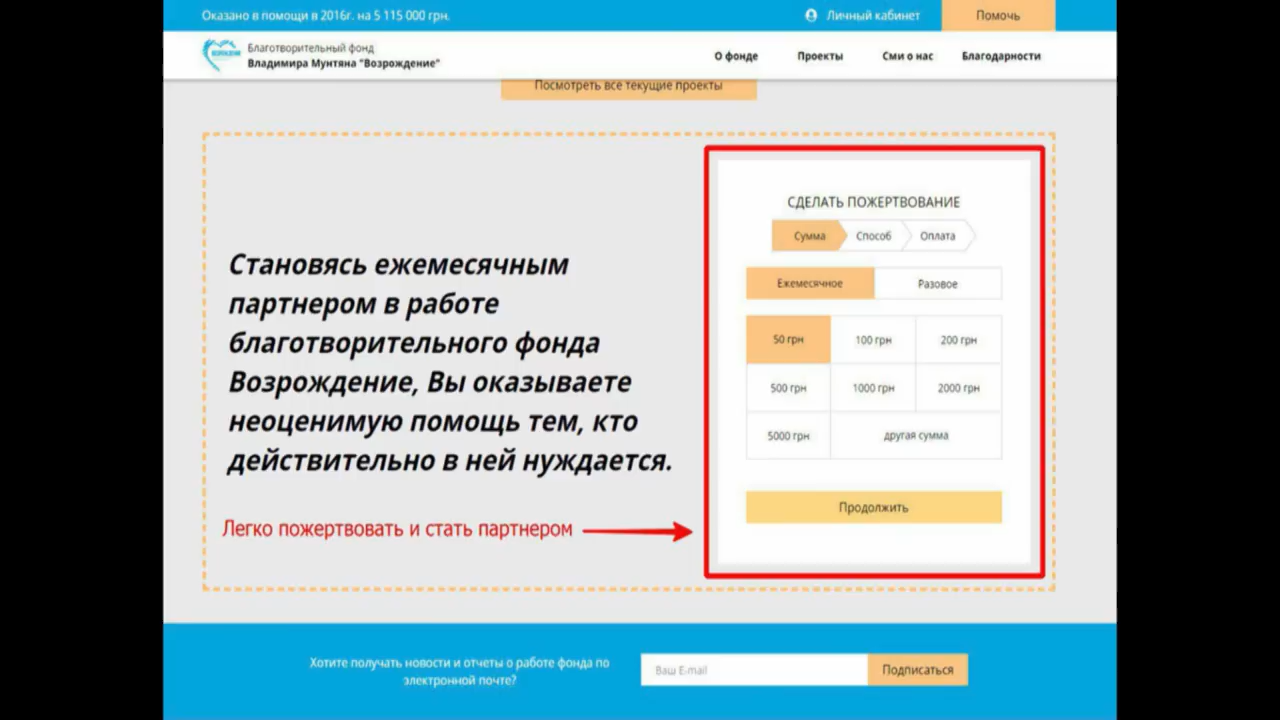 Оказано в помощи в 2016г. на 5 115 000 грн.
Личный кабинет
Помочь
Благотворительный фонд
Владимира Мунтяна "Возрождение"
О фонде
Проекты
Сми о нас
Благодарности
Посмотреть все текущие проекты
Становясь ежемесячным
партнером в работе
благотворительного фонда
Возрождение, Вы оказываете
неоценимую помощь тем, кто
действительно в ней нуждается.
Легко пожертвовать и стать партнером
СДЕЛАТЬ ПОЖЕРТВОВАНИЕ
Сумма
Способ
Оплата
Ежемесячное
Разовое
50 грн
100 грн
200 грн
500 грн
1000 грн
2000 грн
5000 грн
другая сумма
Продолжить
Хотите получать новости и отчеты о работе фонда по
электронной почте?
Ваш E-mail
Подписаться